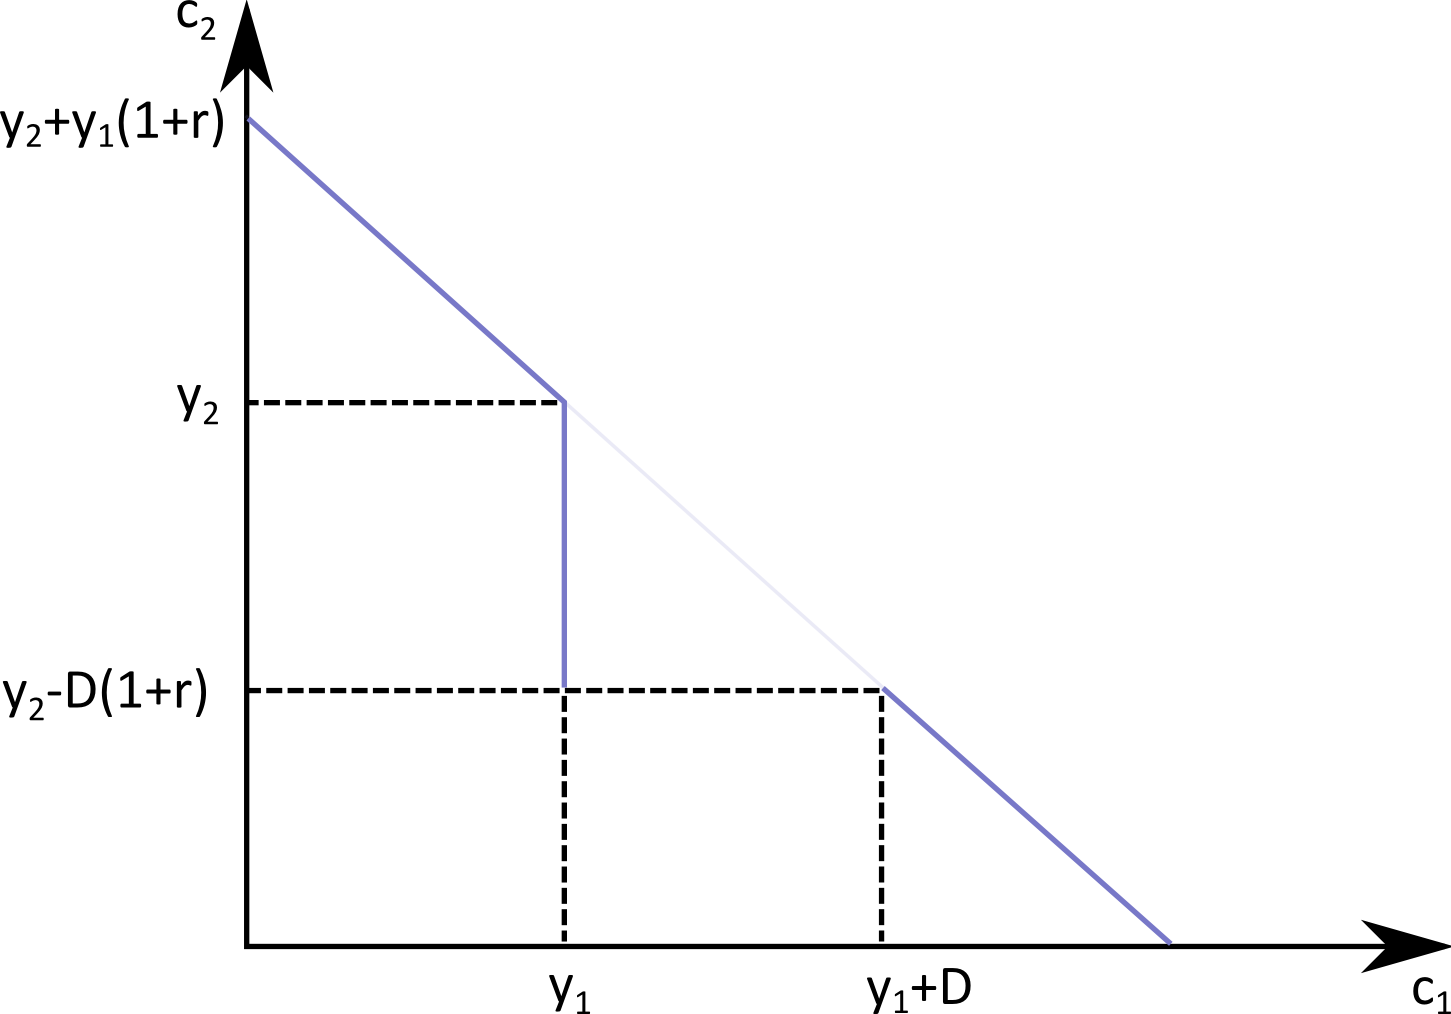 c₂
y₂+y₁(1+r)
y₂
y₂-D(1+r)
y₁
y₁+D
c₁